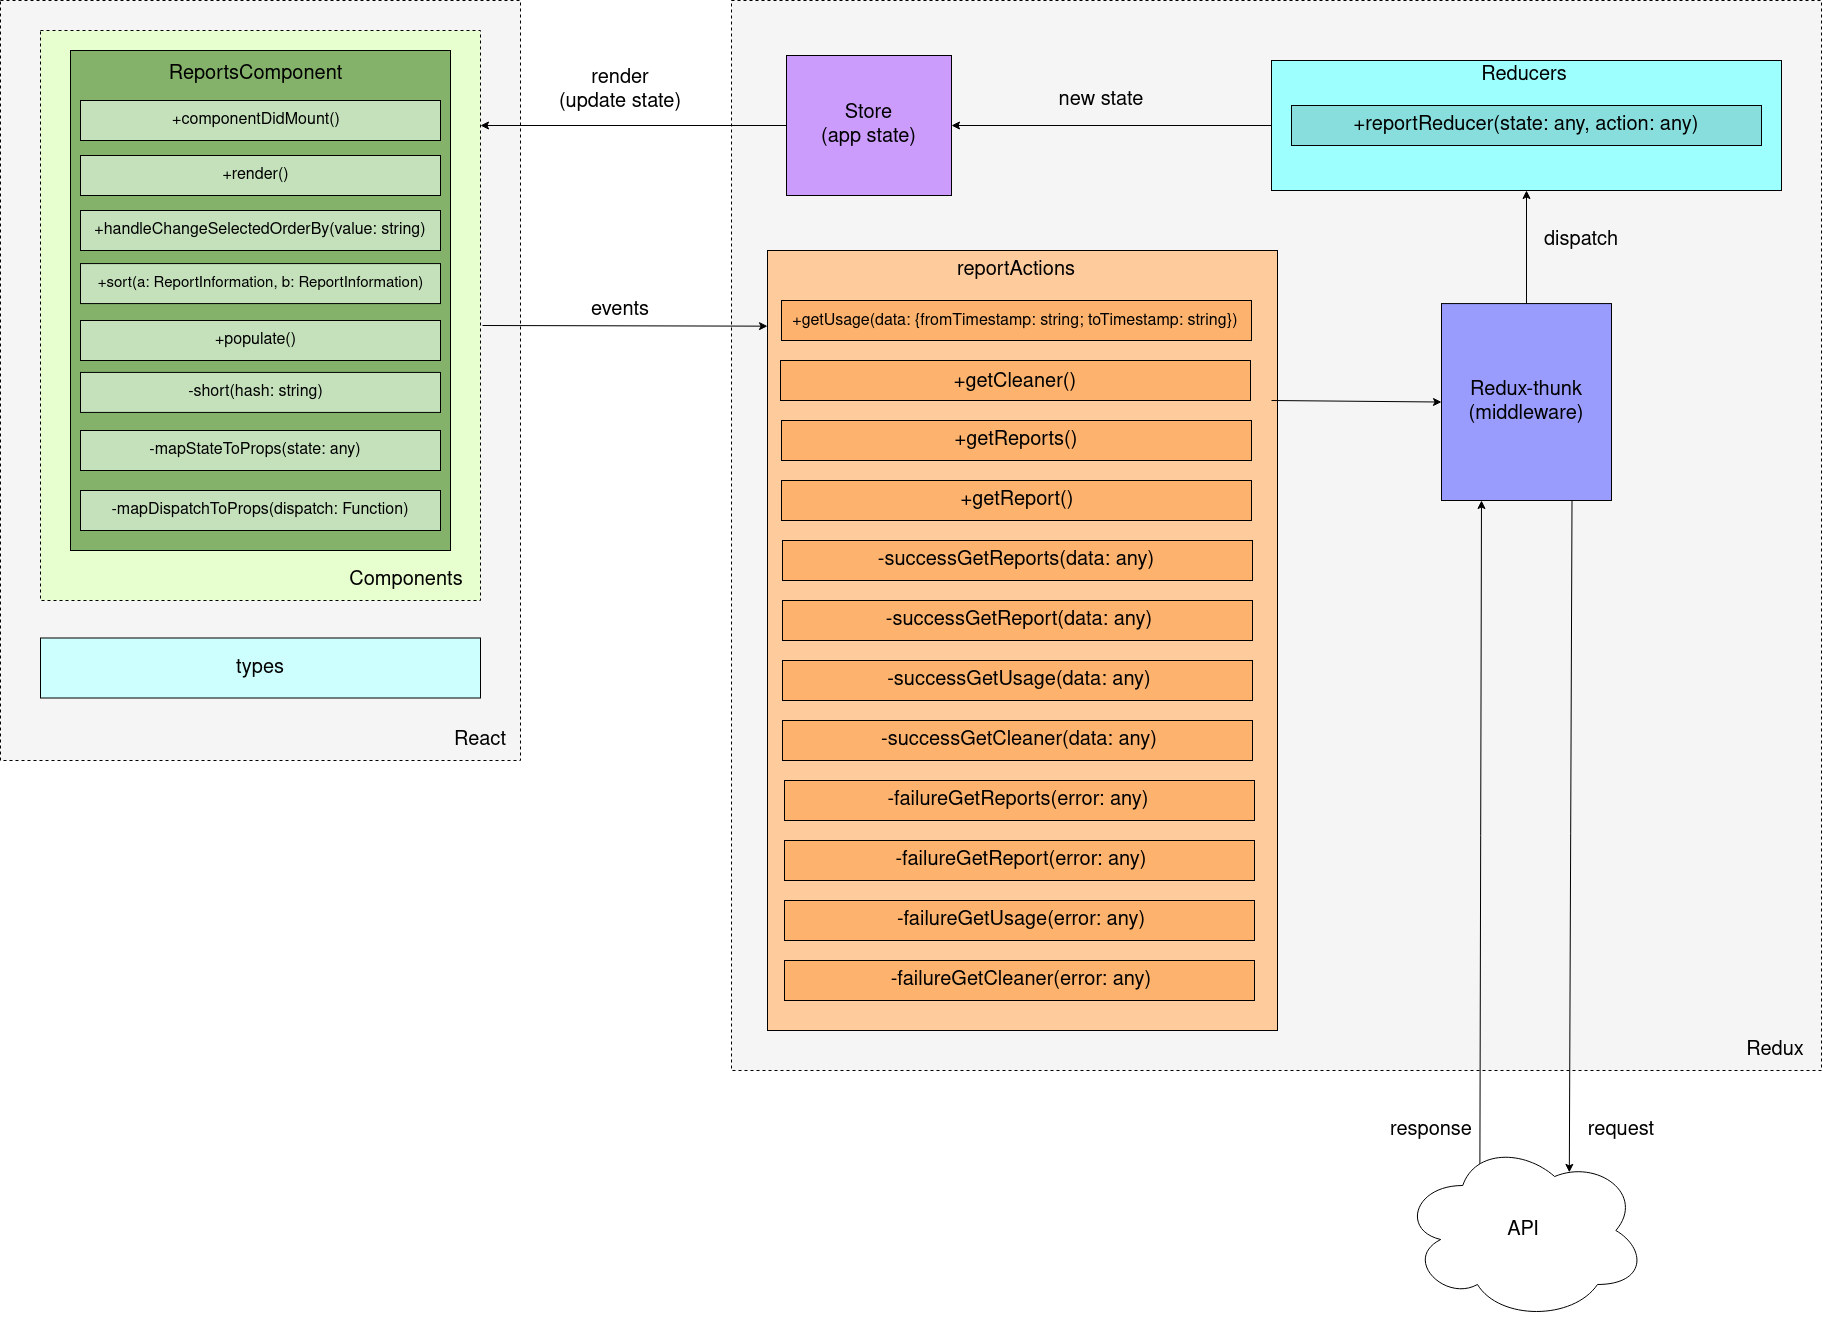 ReportsComponent
+componentDidMount()
+render()
+handleChangeSelectedOrderBy(value: string)
+sort(a: ReportInformation, b: ReportInformation)
+populate()
-short(hash: string)
-mapStateToProps(state: any)
-mapDispatchToProps(dispatch: Function)
Components
types
React
render
(update state)
events
Store
(app state)
new state
Reducers
+reportReducer(state: any, action: any)
dispatch
reportActions
+getUsage(data: {fromTimestamp: string; toTimestamp: string})
+getCleaner()
+getReports()
+getReport()
-successGetReports(data: any)
-successGetReport(data: any)
-successGetUsage(data: any)
-successGetCleaner(data: any)
-failureGetReports(error: any)
-failureGetReport(error: any)
-failureGetUsage(error: any)
-failureGetCleaner(error: any)
Redux-thunk
(middleware)
Redux
response
request
API